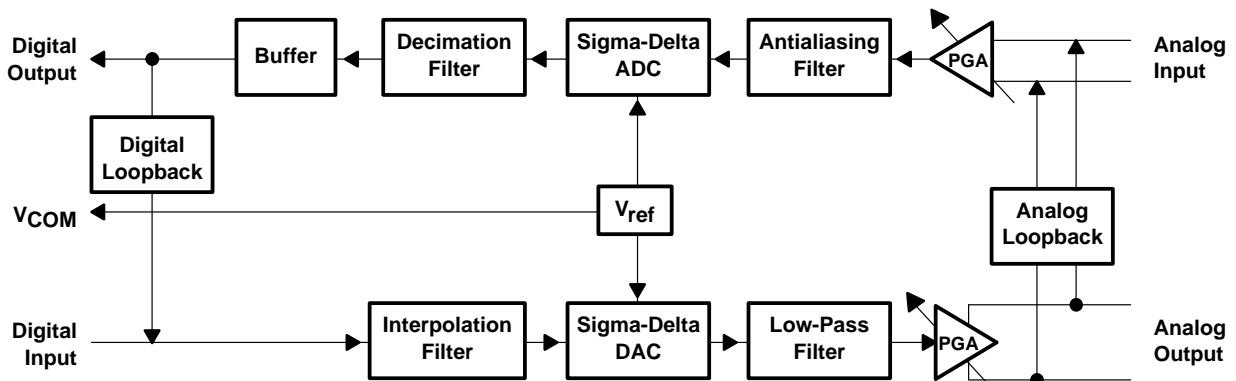 Digital
Output
Buffer
Decimation
Filter
Sigma-Delta
ADC
Antialiasing
Filter
PGA
Analog
Input
Digital
Loopback
VCOM
Vref
Analog
Loopback
Digital
Input
Interpolation
Filter
Sigma-Delta
DAC
Low-Pass
Filter
PGA
Analog
Output